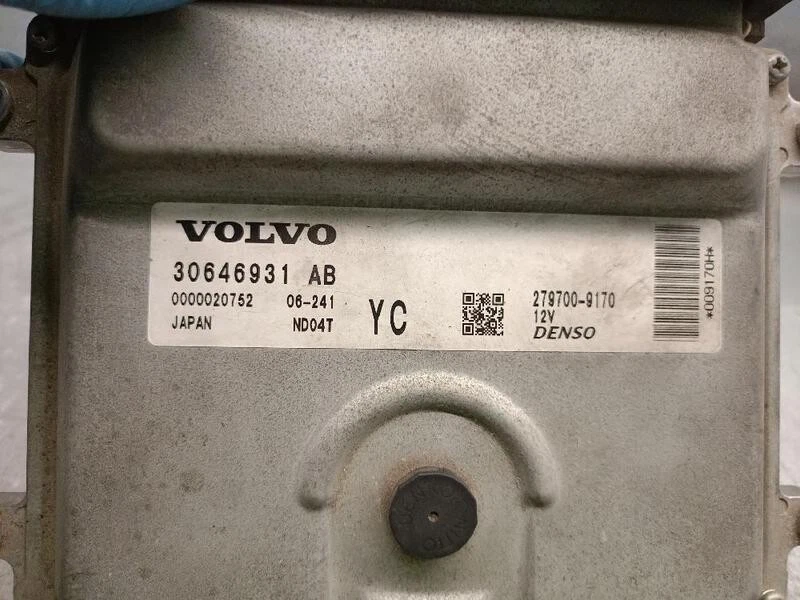 VOLVO
30646931 AB
0000020752 06-241
JAPAN ND04T YC
279700-9170
12V
DENSO
*009170H*